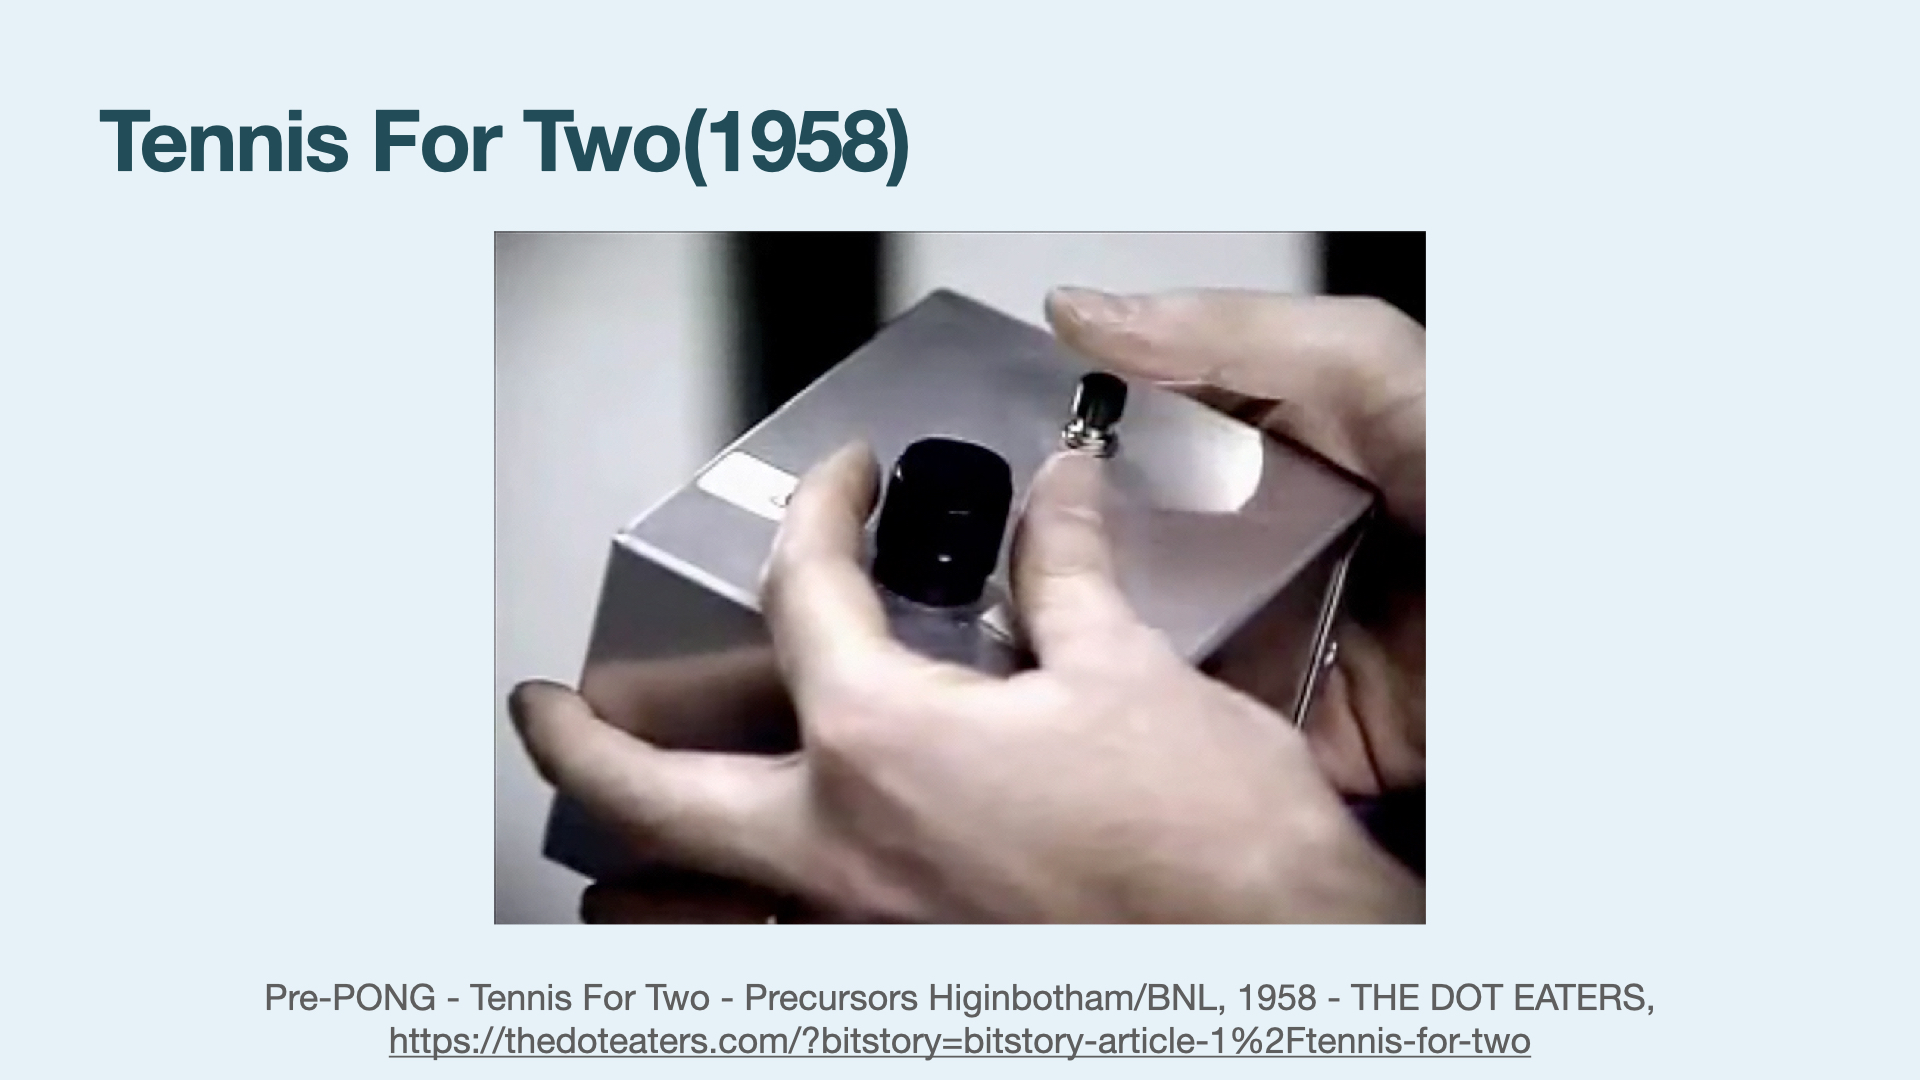 Tennis For Two(1958)
Pre-PONG - Tennis For Two - Precursors Higinbotham/BNL, 1958 - THE DOT EATERS,
https://thedoteaters.com/?bitstory=bitstory-article-1%2Ftennis-for-two